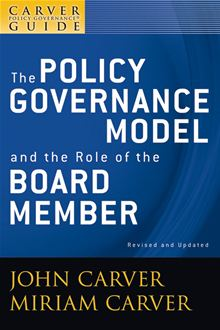 CARVER
POLICY GOVERNANCE®
GUIDE
The POLICY
GOVERNANCE
MODEL
and the Role of the
BOARD
MEMBER
Revised and Updated
JOHN CARVER
MIRIAM CARVER